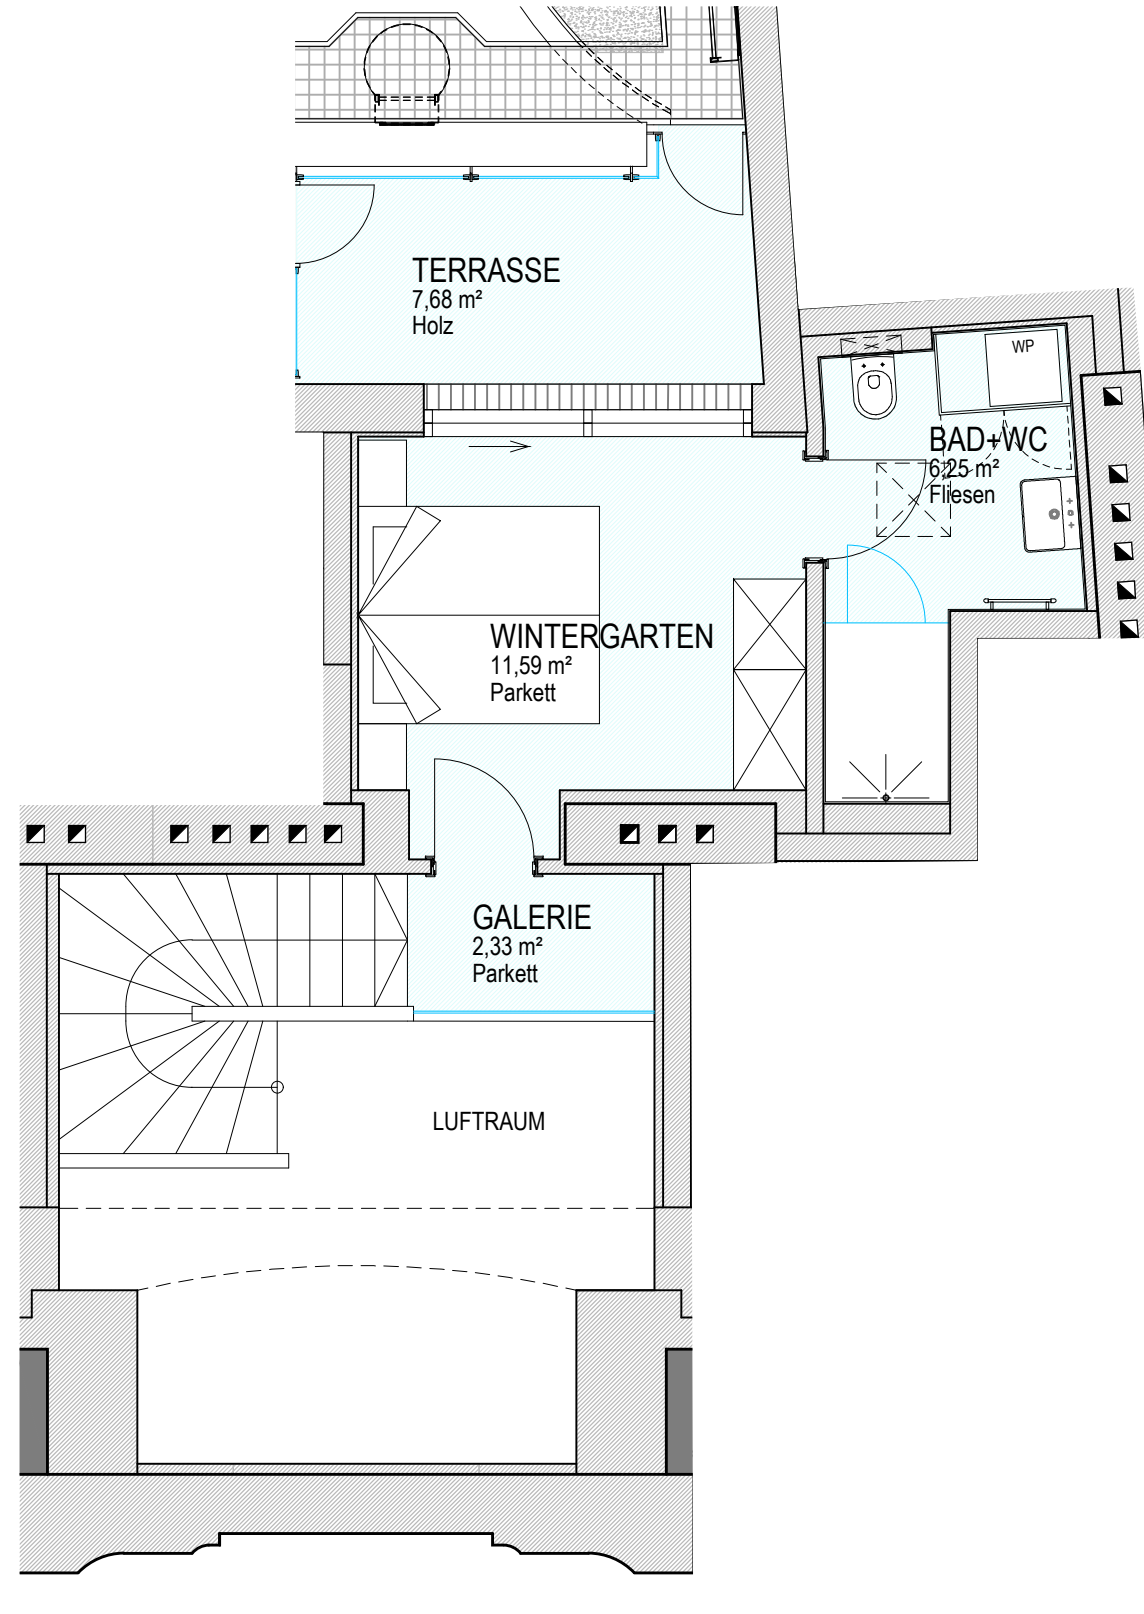 TERRASSE
7,68 m²
Holz
WP
BAD+WC
6,25 m²
Fliesen
WINTERGARTEN
11,59 m²
Parkett
GALERIE
2,33 m²
Parkett
LUFTRAUM